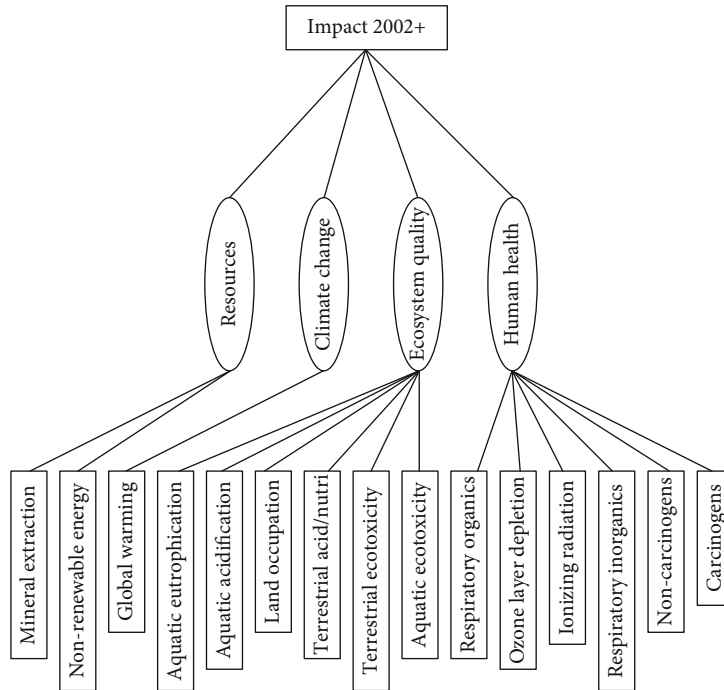 Impact 2002+
Resources
Climate change
Ecosystem quality
Human health
Mineral extraction
Non-renewable energy
Global warming
Aquatic eutrophication
Aquatic acidification
Land occupation
Terrestrial acid/nutri
Terrestrial ecotoxicity
Aquatic ecotoxicity
Respiratory organics
Ozone layer depletion
Ionizing radiation
Respiratory inorganics
Non-carcinogens
Carcinogens